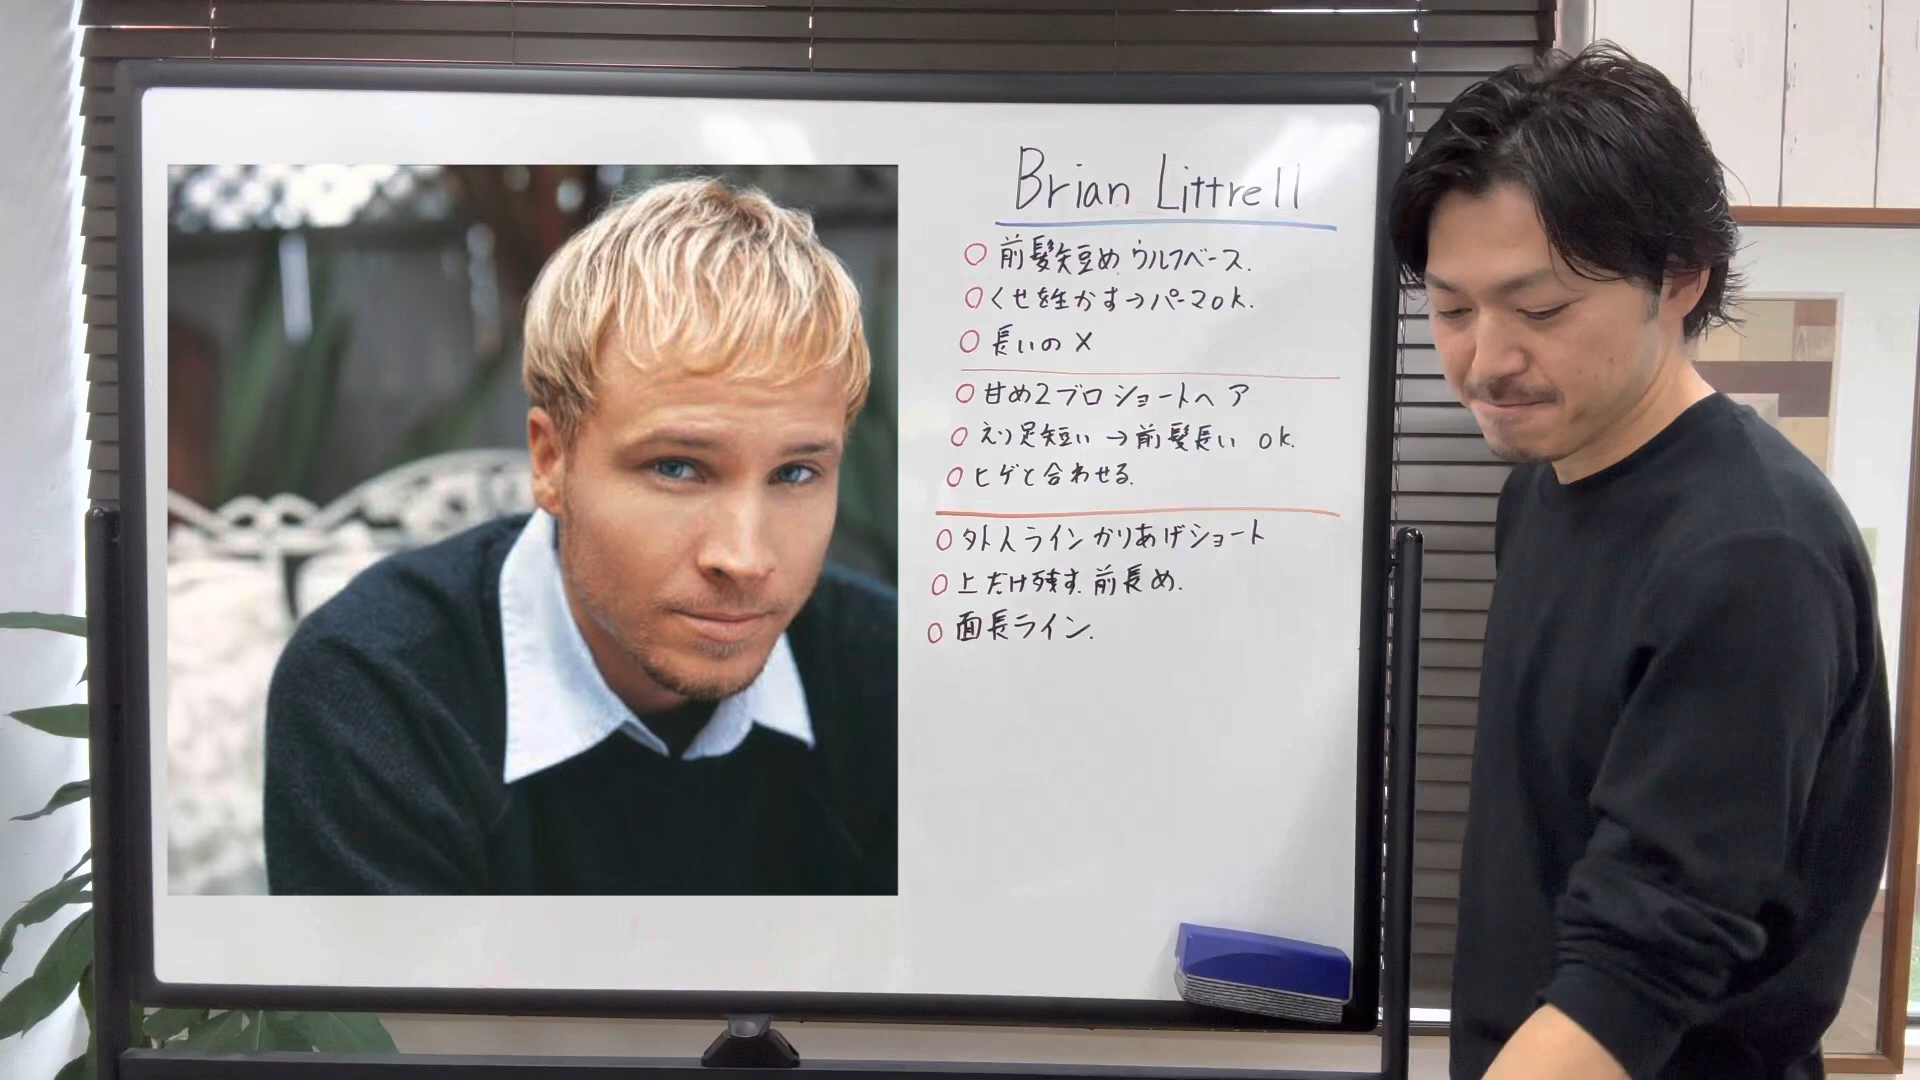 Brian Littrell
○ 前髪短め.ウルフベース.
○ くせを生かす→パーマok.
○ 長いの×
○ 甘め2ブロショートヘア
○ えり足短い→前髪長い ok.
○ ヒゲと合わせる.
○ 外人ラインかりあげショート
○ 上だけ残す.前長め.
○ 面長ライン.